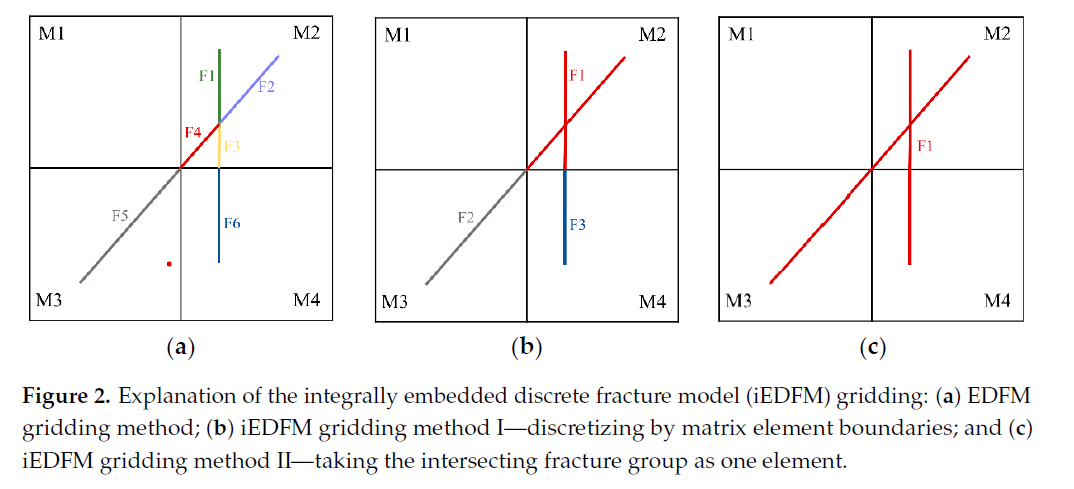 M1 M2
F1
F2
F4
F3
F5
F6
M3 M4
M1 M2
F1
F2
F3
M3 M4
M1 M2
F1
M3 M4
(a) (b) (c)
Figure 2. Explanation of the integrally embedded discrete fracture model (iEDFM) gridding: (a) EDFM
gridding method; (b) iEDFM gridding method I—discretizing by matrix element boundaries; and (c)
iEDFM gridding method II—taking the intersecting fracture group as one element.